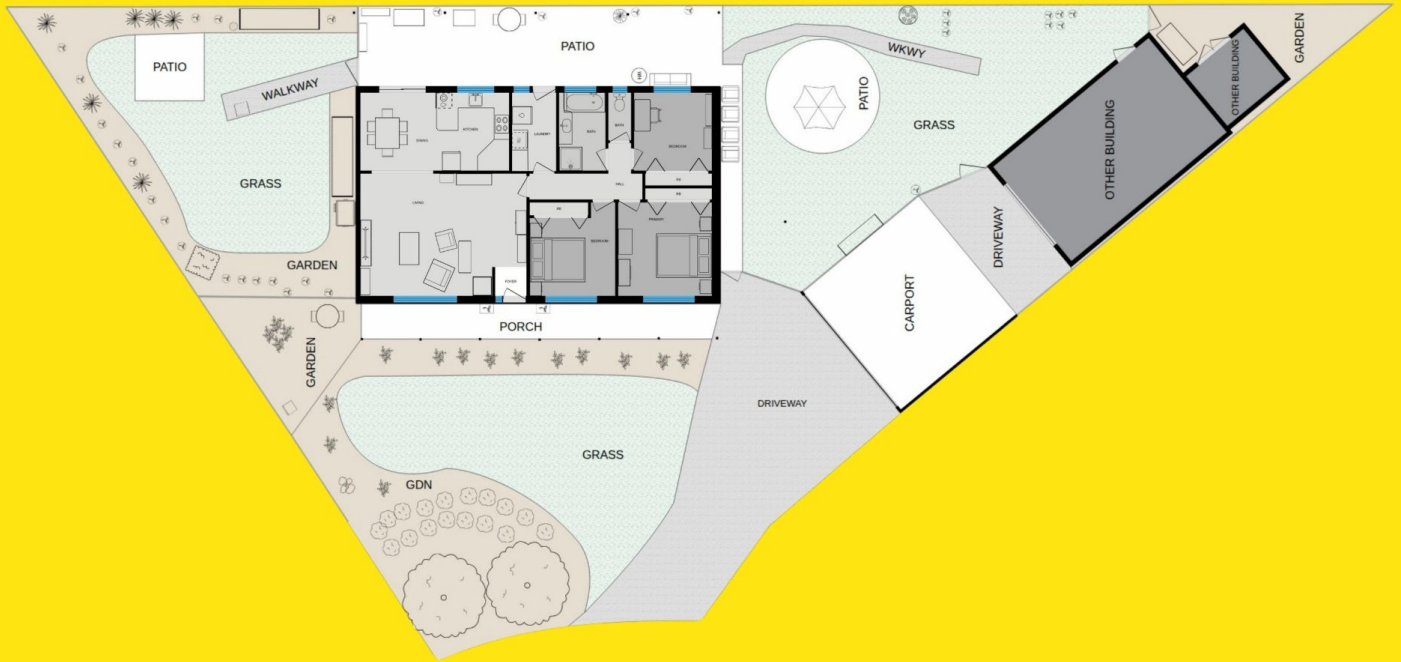 PATIO
PATIO
WKWY
GARDEN
OTHER BUILDING
WALKWAY
PATIO
OTHER BUILDING
GRASS
KITCHEN
DINING
LAUNDRY
BATH
BATH
BEDROOM
GRASS
HALL
LIVING
PRIMARY
BEDROOM
DRIVEWAY
GARDEN
FOYER
CARPORT
PORCH
GARDEN
DRIVEWAY
GRASS
GDN